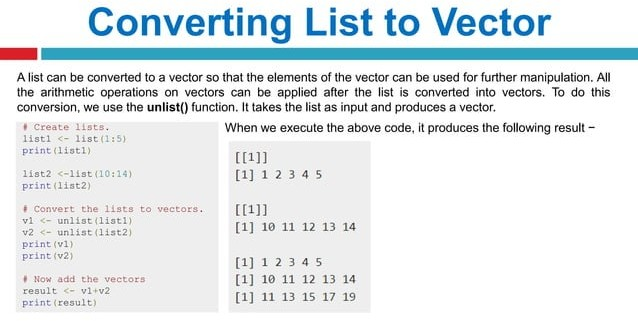 Converting List to Vector
A list can be converted to a vector so that the elements of the vector can be used for further manipulation. All
the arithmetic operations on vectors can be applied after the list is converted into vectors. To do this
conversion, we use the unlist() function. It takes the list as input and produces a vector.
# Create lists.
list1 <- list(1:5)
print(list1)
list2 <-list(10:14)
print(list2)
# Convert the lists to vectors.
v1 <- unlist(list1)
v2 <- unlist(list2)
print(v1)
print(v2)
# Now add the vectors
result <- v1+v2
print(result)
When we execute the above code, it produces the following result −
[[1]]
[1] 1 2 3 4 5
[[1]]
[1] 10 11 12 13 14
[1] 1 2 3 4 5
[1] 10 11 12 13 14
[1] 11 13 15 17 19